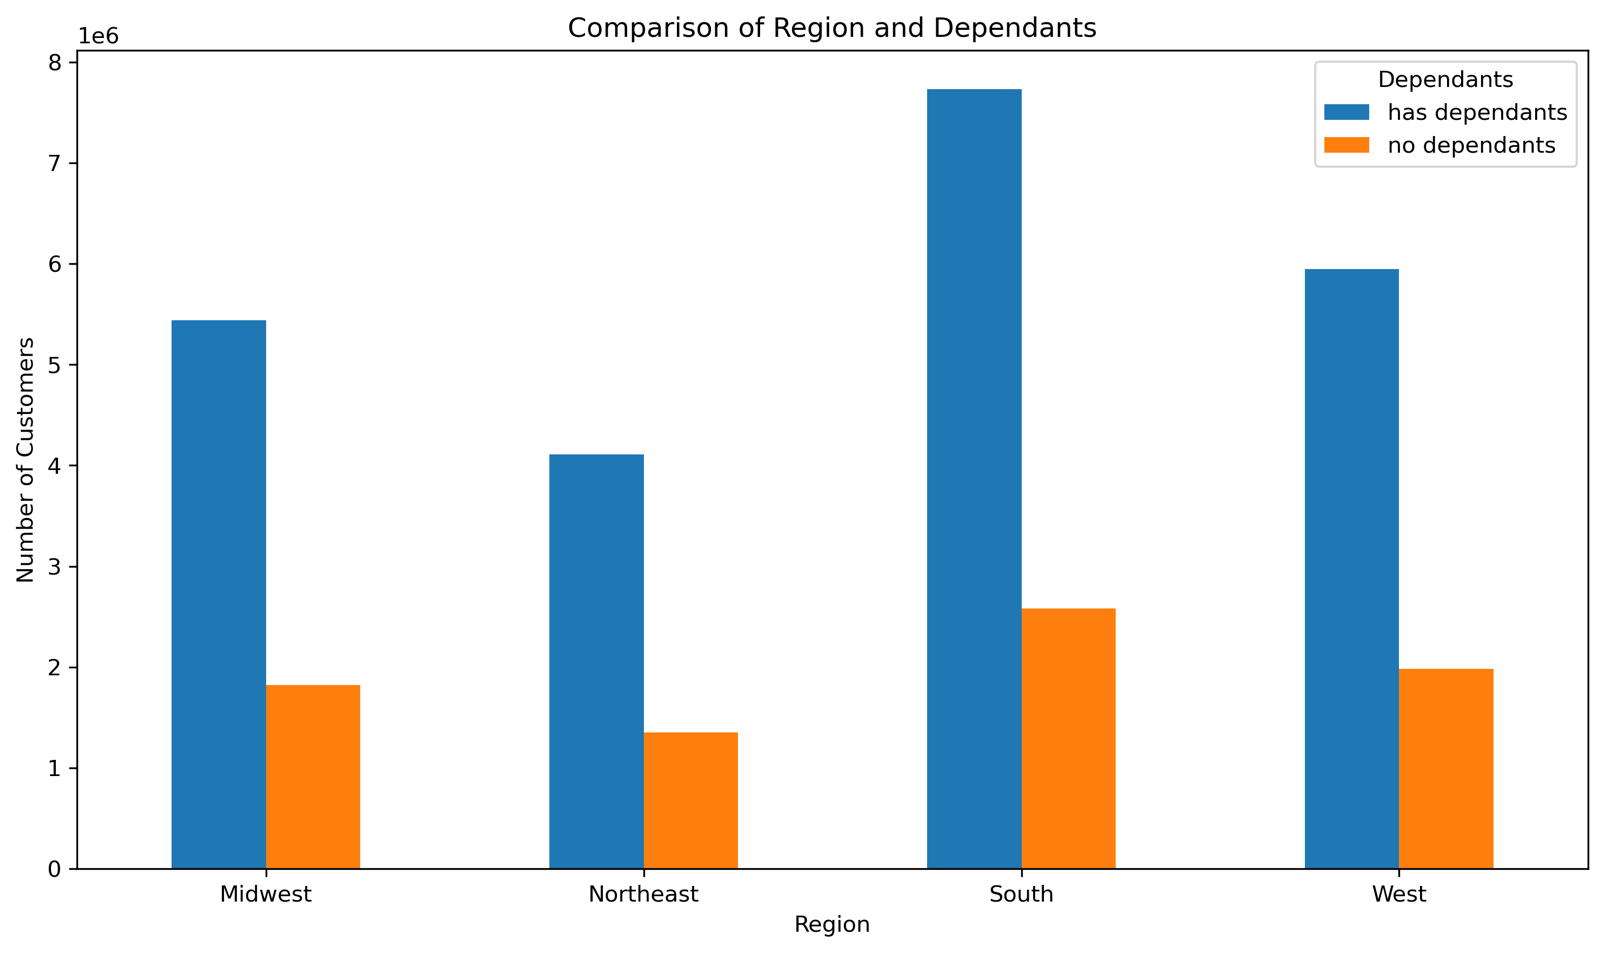 Comparison of Region and Dependants
1e6
8
7
6
5
4
3
2
1
0
Number of Customers
Dependants
has dependants
no dependants
Midwest Northeast South West
Region